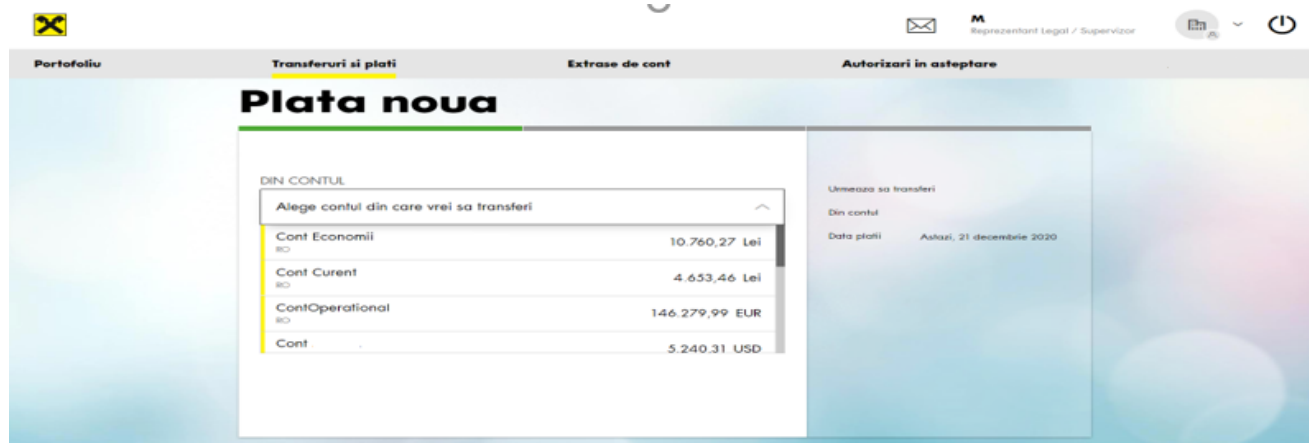 M
Reprezentant Legal / Supervizor
Portofoliu Transferuri si plati Extrase de cont Autorizari in asteptare
Plata noua
DIN CONTUL
Alege contul din care vrei sa transferi
Cont Economii 10.760,27 Lei
RO
Cont Curent 4.653,46 Lei
RO
ContOperational 146.279,99 EUR
RO
Cont 5.240,31 USD
Urmeaza sa transferi
Din contul
Data platii Astazi, 21 decembrie 2020